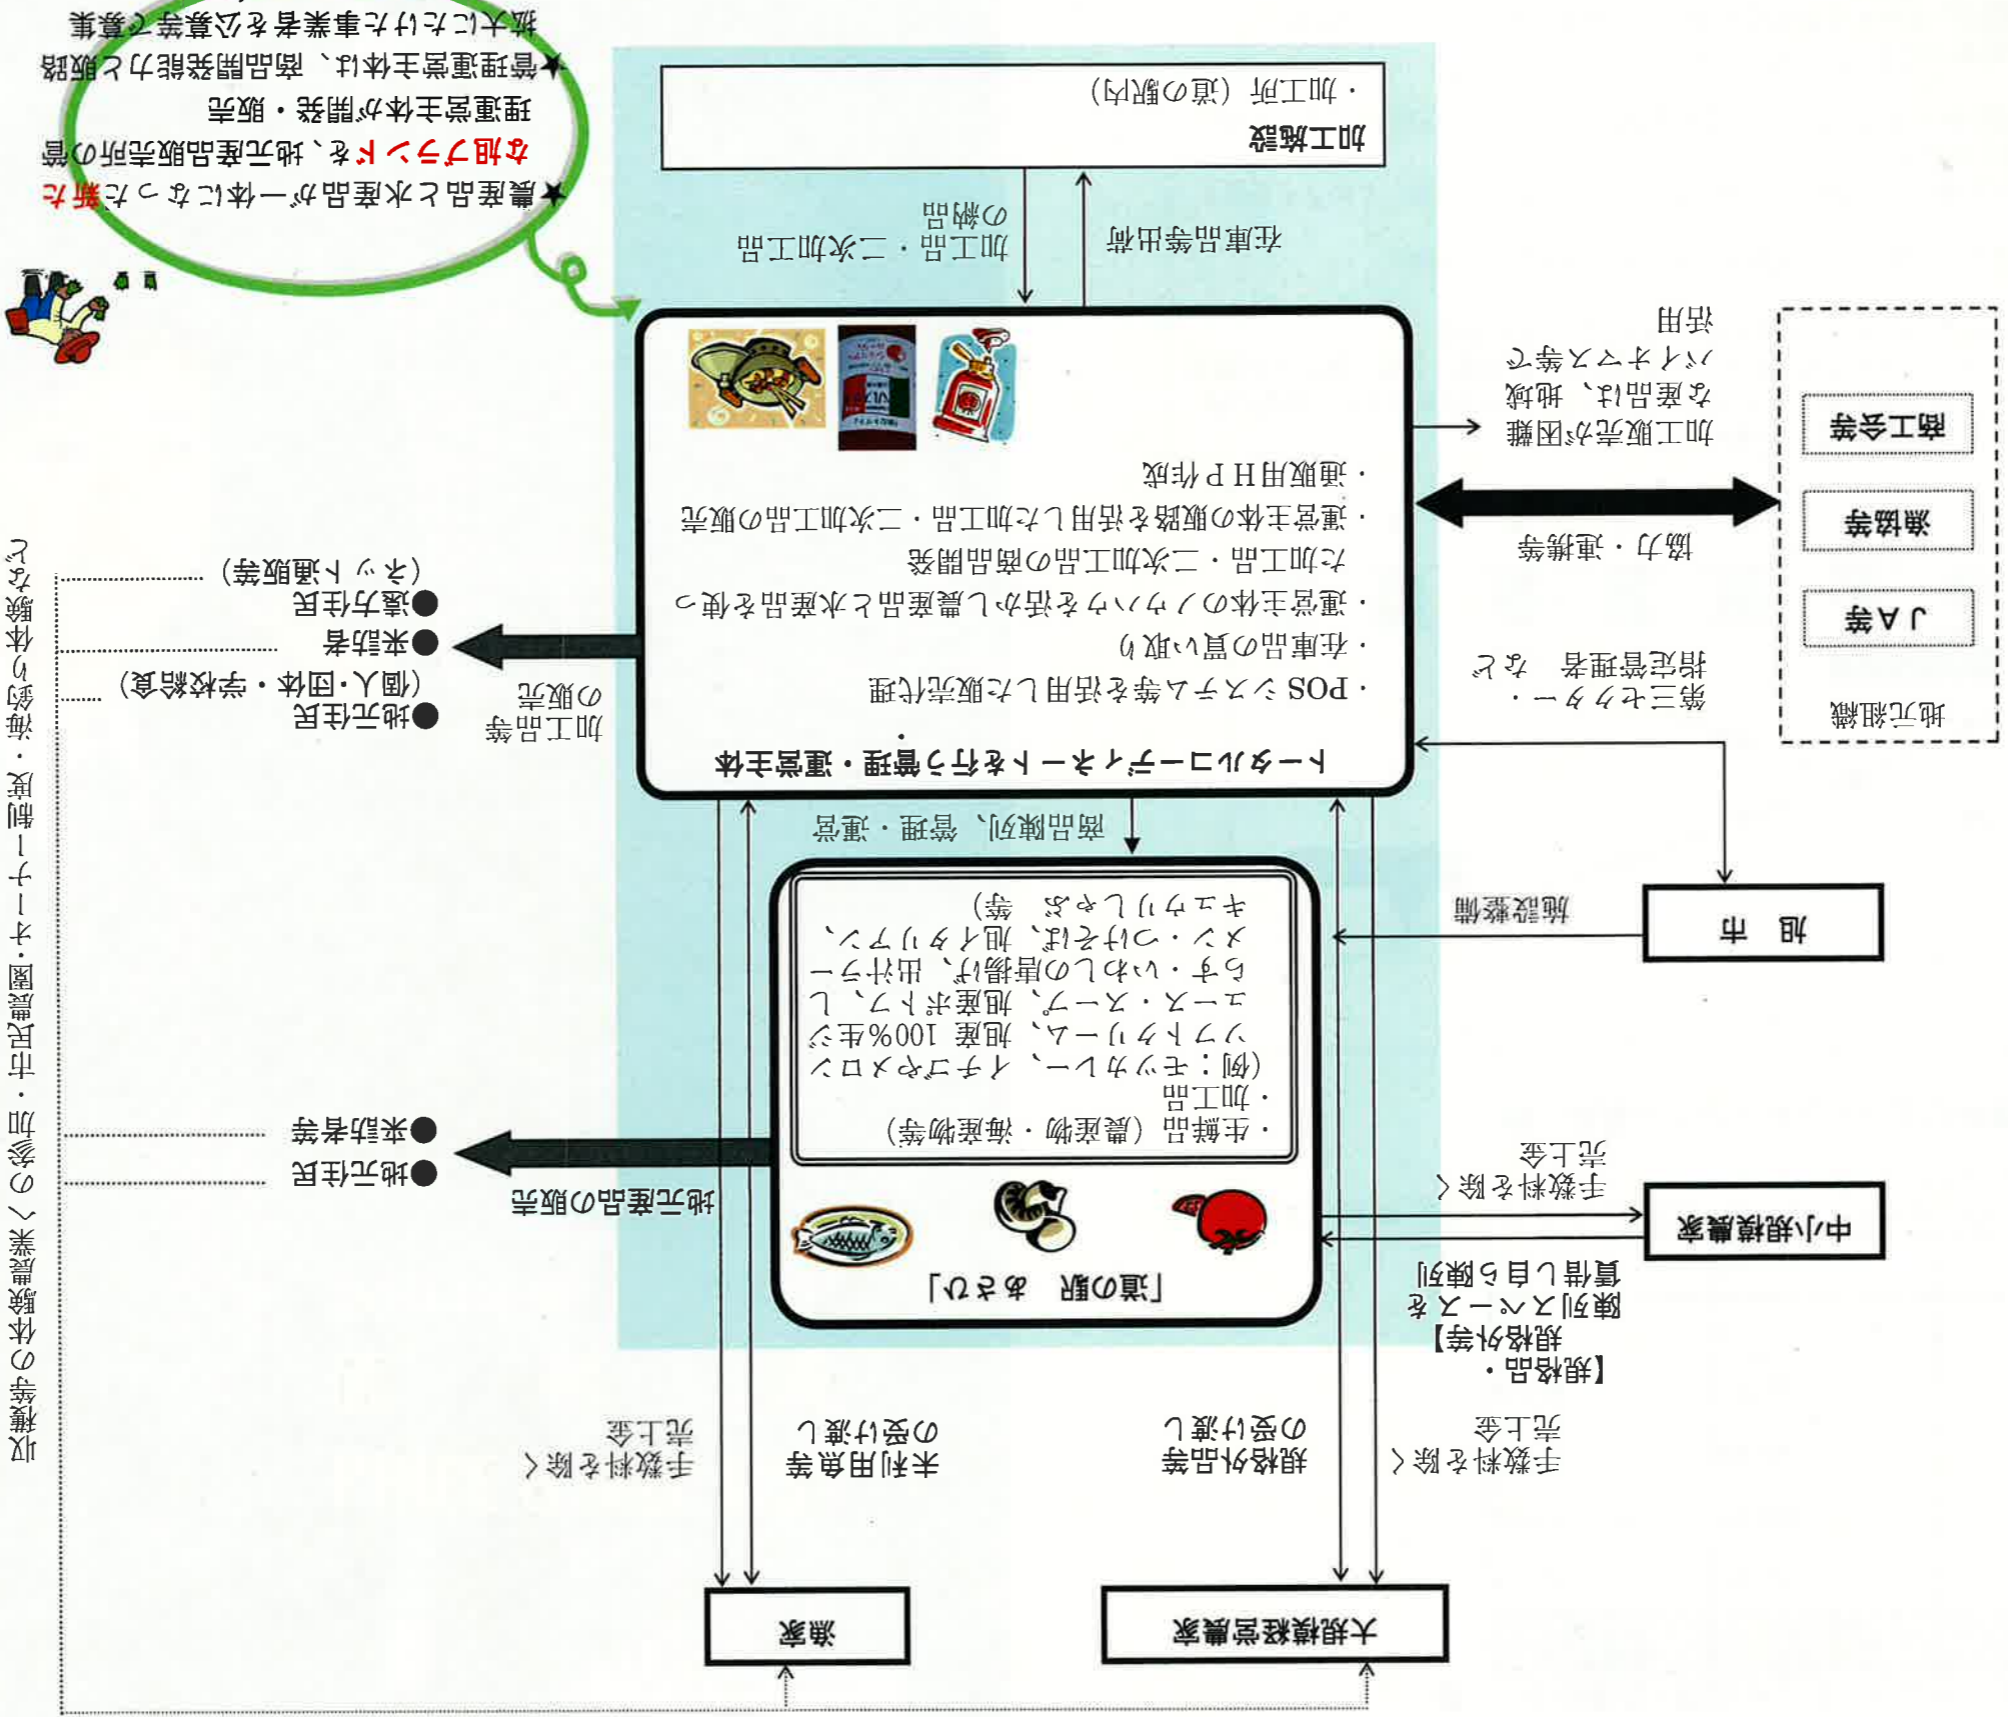 大規模経営農家
漁家
手数料を除く
売上金
規格外品等
の受け渡し
未利用魚等
の受け渡し
手数料を除く
売上金
【規格品・
規格外等】
陳列スペースを
賃借し自ら陳列
中小規模農家
手数料を除く
売上金
「道の駅　あさひ」
・生鮮品（農産物・海産物等）
・加工品
（例：モツカレー、イチゴやメロン
ソフトクリーム、旭産 100%生ジ
ュース・スープ、旭産ポトフ、し
らす・いわしの唐揚げ、出汁ラー
メン・つけそば、旭イタリアン、
キュウリしゃぶ　等）
地元産品の販売
●地元住民
●来訪者等
旭　市
施設整備
商品陳列、管理・運営
トータルコーディネートを行う管理・運営主体
・
・POS システム等を活用した販売代理
・在庫品の買い取り
・運営主体のノウハウを活かし農産品と水産品を使っ
た加工品・二次加工品の商品開発
・運営主体の販路を活用した加工品・二次加工品の販売
・通販用ＨＰ作成
地元組織
ＪＡ等
漁協等
商工会等
第三セクター・
指定管理者　など
協力・連携等
加工販売が困難
な産品は、地域
バイオマス等で
活用
加工品等
の販売
●地元住民
（個人・団体・学校給食）
●来訪者
●遠方住民
（ネット通販等）
収穫等の体験農業への参加・市民農園・オーナー制度・海釣り体験など
在庫品等出荷
加工品・二次加工品
の納品
加工施設
・加工所（道の駅内）
★農産品と水産品が一体になった新た
な旭ブランドを、地元産品販売所の管
理運営主体が開発・販売
★管理運営主体は、商品開発能力と販路
拡大にたけた事業者を公募等で募集